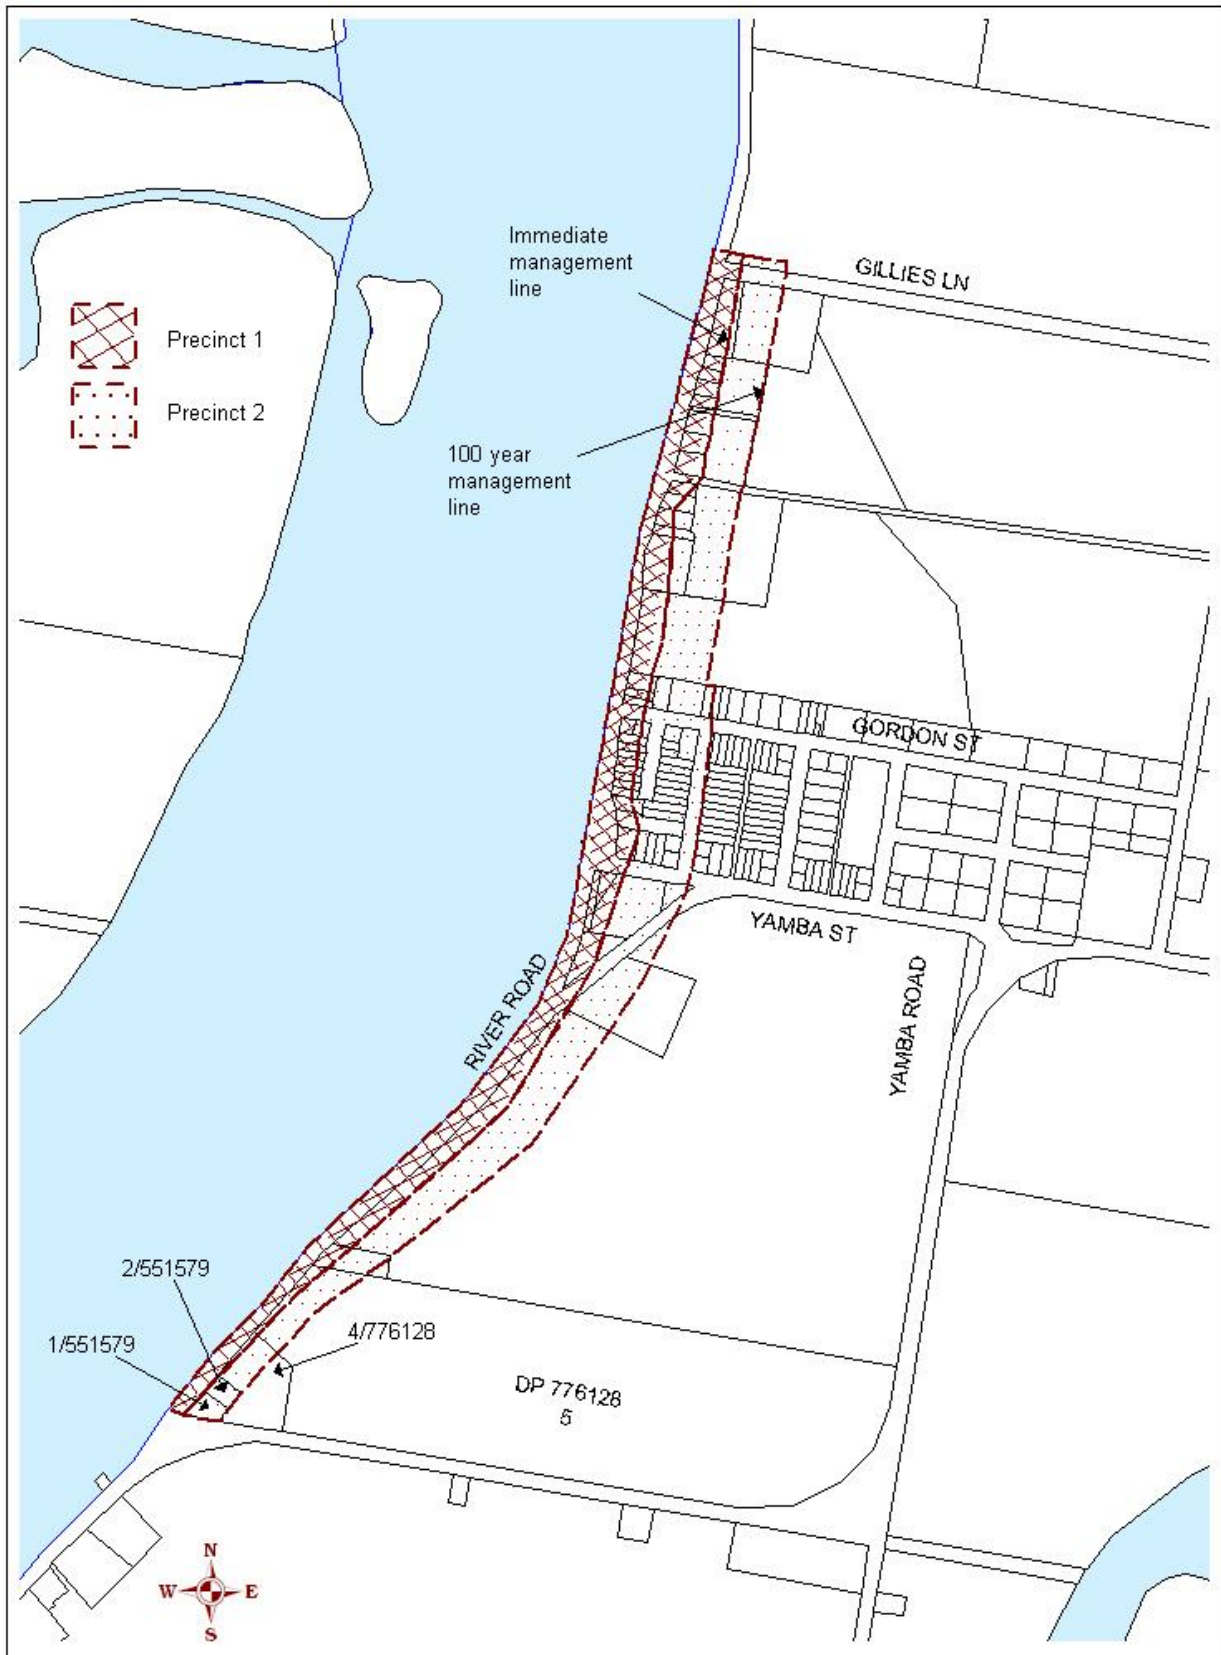 Immediate
management
line
GILLIES LN
Precinct 1
Precinct 2
100 year
management
line
GORDON ST
YAMBA ST
RIVER ROAD
YAMBA ROAD
2/551579
1/551579
4/776128
DP 776128
5
N
W E
S